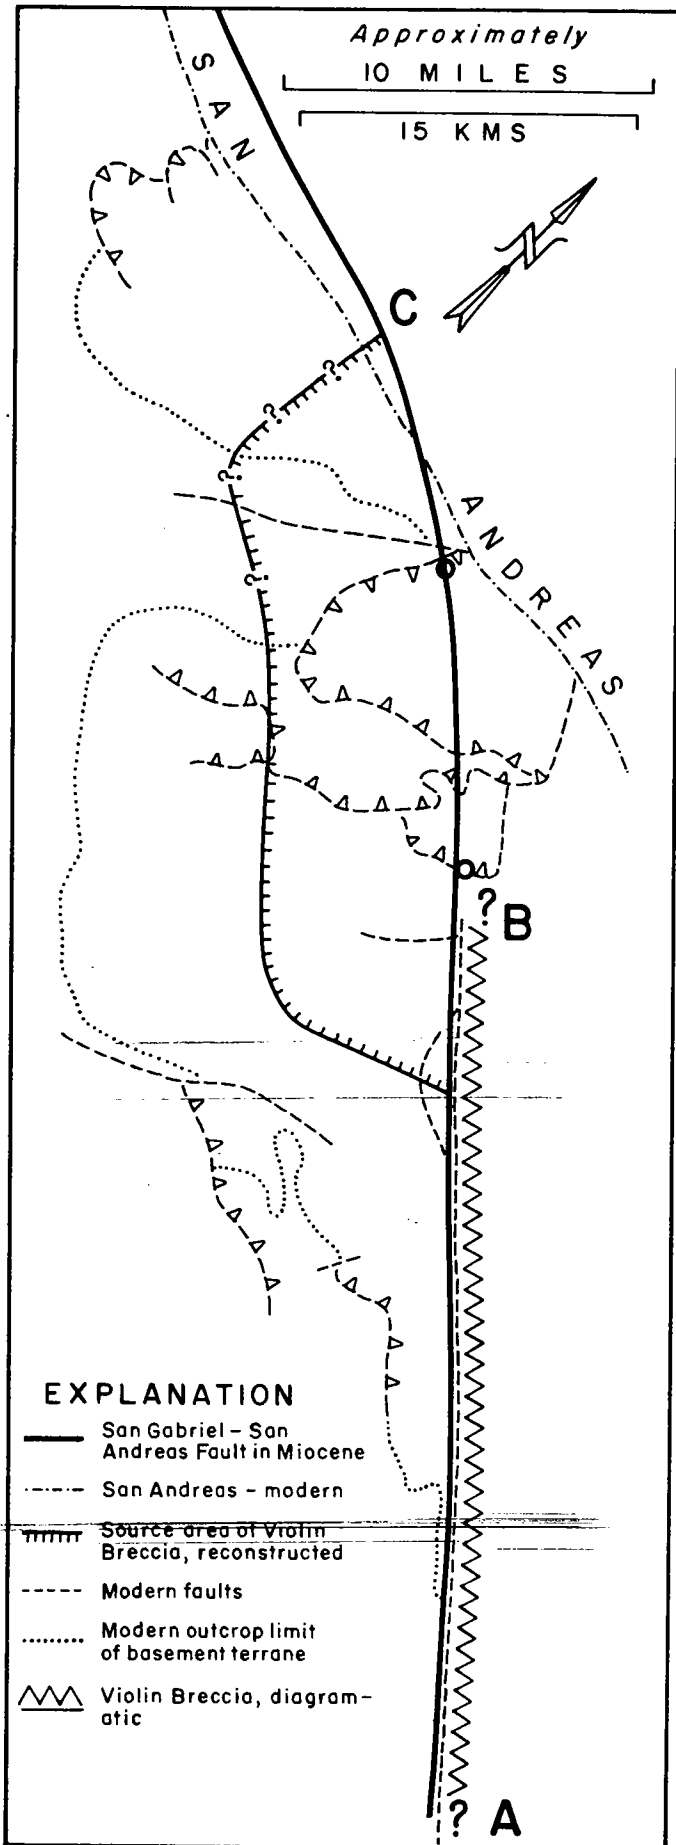 Approximately
10 MILES
15 KMS
SAN
N
C
?
?
?
?
ANDREAS
?
B
EXPLANATION
San Gabriel – San
Andreas Fault in Miocene
San Andreas – modern
Source area of Violin
Breccia, reconstructed
Modern faults
Modern outcrop limit
of basement terrane
Violin Breccia, diagram-
atic
? A